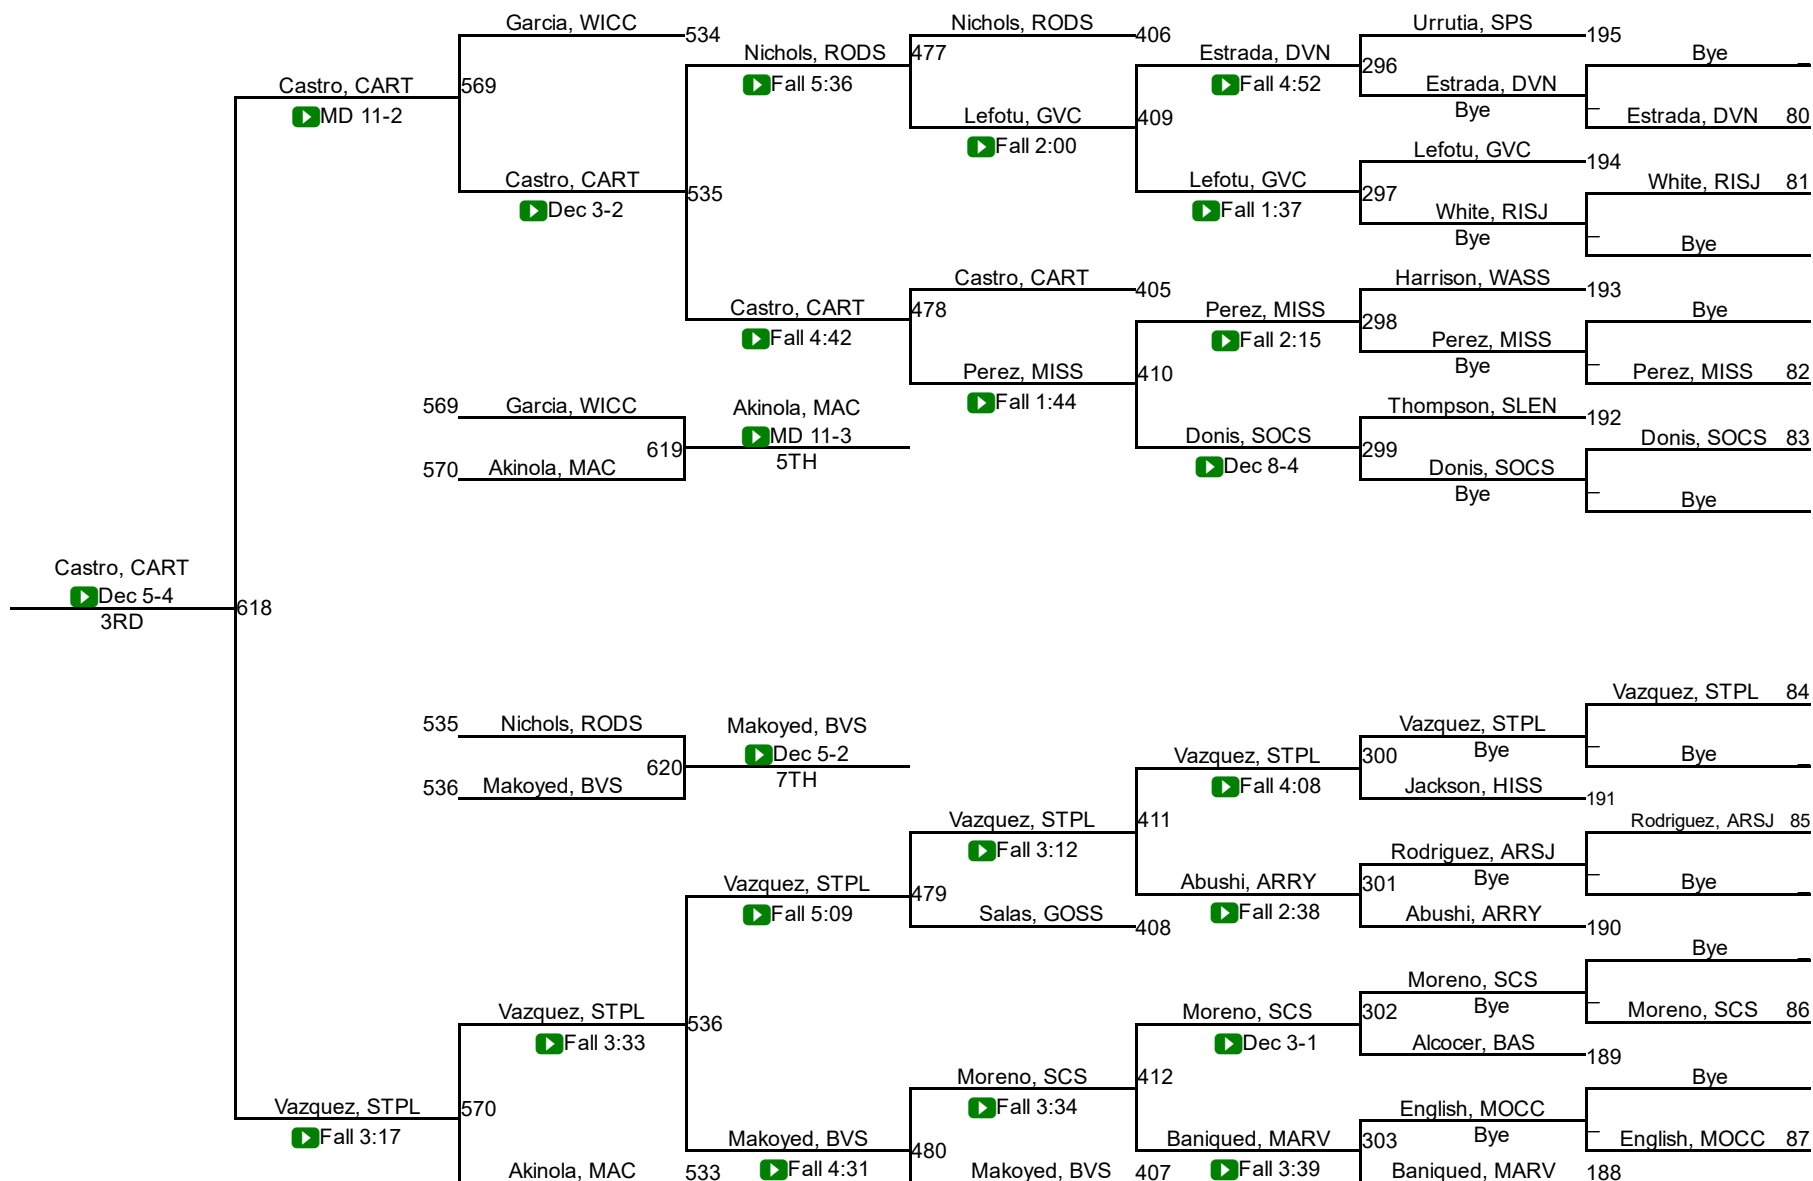 Garcia, WICC
534
Nichols, RODS
406
Urrutia, SPS
195
Nichols, RODS
477
Estrada, DVN
296
Bye
Castro, CART
569
Fall 5:36
Fall 4:52
Estrada, DVN
Bye
MD 11-2
Lefotu, GVC
409
Estrada, DVN 80
Fall 2:00
Lefotu, GVC
194
Castro, CART
535
Lefotu, GVC
297
White, RISJ 81
Dec 3-2
Fall 1:37
White, RISJ
Bye
Bye
Castro, CART
405
Harrison, WASS
193
Castro, CART
478
Perez, MISS
298
Bye
Fall 4:42
Fall 2:15
Perez, MISS
Bye
Perez, MISS
410
Perez, MISS 82
Fall 1:44
569
Garcia, WICC
Akinola, MAC
Thompson, SLEN
192
MD 11-3
619
5TH
Donis, SOCS
299
Donis, SOCS 83
570
Akinola, MAC
Dec 8-4
Donis, SOCS
Bye
Bye
Castro, CART
Dec 5-4
618
3RD
Vazquez, STPL 84
535
Nichols, RODS
Makoyed, BVS
Vazquez, STPL
Dec 5-2
Vazquez, STPL
300
Bye
Bye
620
7TH
536
Makoyed, BVS
Fall 4:08
Jackson, HISS
191
Vazquez, STPL
411
Rodriguez, ARSJ 85
Fall 3:12
Rodriguez, ARSJ
Vazquez, STPL
479
Abushi, ARRY
301
Bye
Bye
Fall 5:09
Salas, GOSS
408
Fall 2:38
Abushi, ARRY
190
Bye
Moreno, SCS
Vazquez, STPL
536
Moreno, SCS
302
Bye
Moreno, SCS 86
Fall 3:33
Dec 3-1
Alcocer, BAS
189
Moreno, SCS
412
Bye
Vazquez, STPL
570
Fall 3:34
English, MOCC
Fall 3:17
Makoyed, BVS
480
Baniqued, MARV
303
Bye
English, MOCC 87
Akinola, MAC
533
Fall 4:31
Makoyed, BVS
407
Fall 3:39
Baniqued, MARV
188